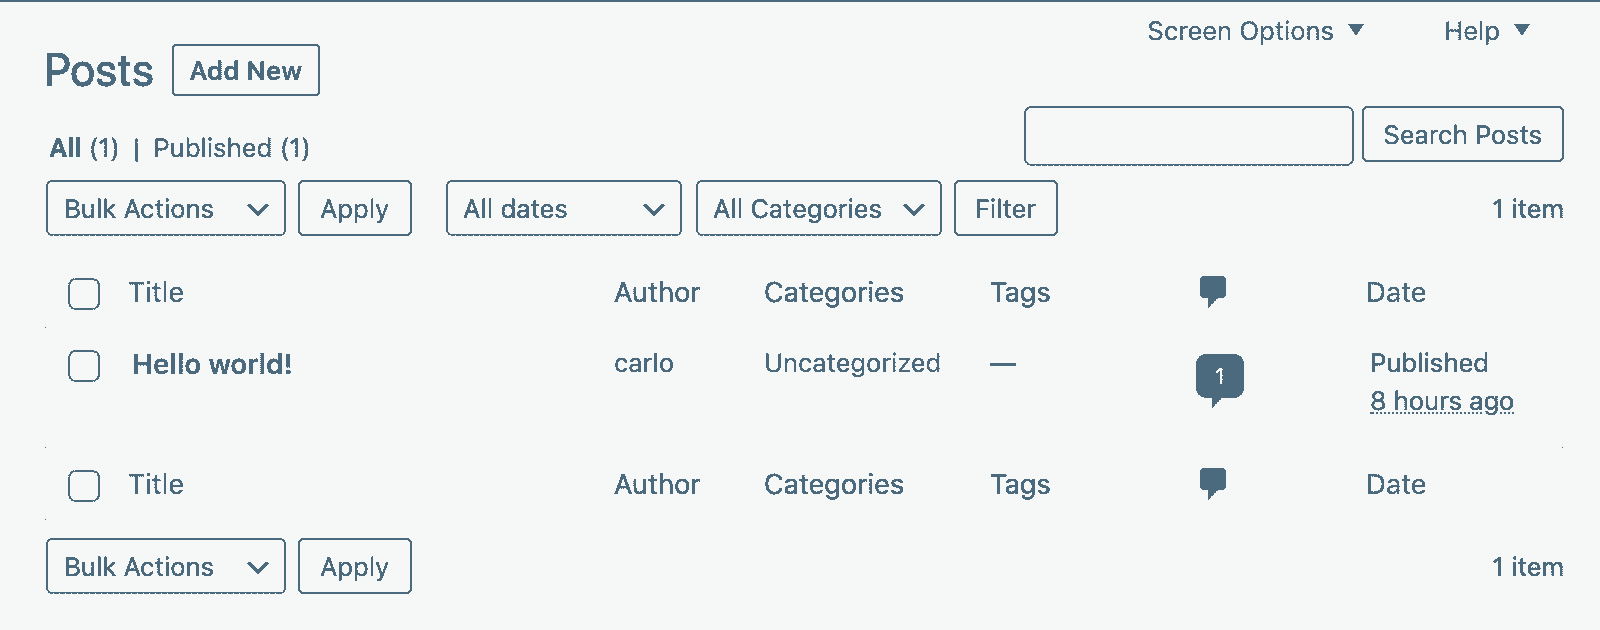 Screen Options ▼ Help ▼
Posts Add New
Search Posts
All (1) | Published (1)
Bulk Actions Apply All dates All Categories Filter 1 item
Title Author Categories Tags Date
Hello world! carlo Uncategorized — 1 Published
8 hours ago
Title Author Categories Tags Date
Bulk Actions Apply 1 item